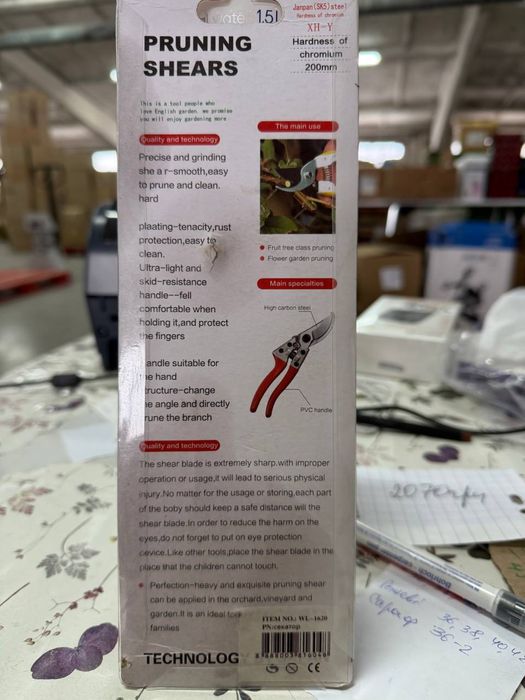 1.5l
Janpan(SK5)steel
Hardness of chromium
XH-Y
Hardness of
chromium
200mm
PRUNING
SHEARS
This is a tool people who
love English garden. we promise
you will enjoy gardening more
Quality and technology
Precise and grinding
she a r-smooth,easy
to prune and clean.
hard
plaating-tenacity,rust
protection,easy to
clean.
Ultra-light and
skid-resistance
handle--fell
comfortable when
holding it,and protect
the fingers
andle suitable for
he hand
tructure-change
he angle and directly
rune the branch
The main use
Fruit tree class pruning
Flower garden pruning
Main specialties
High carbon steel
PVC handle
Quality and technology
The shear blade is extremely sharp.with improper
operation or usage,it will lead to serious physical
injury.No matter for the usage or storing,each part
of the boby should keep a safe distance will the
shear blade.In order to reduce the harm on the
eyes,do not forget to put on eye protection
device.Like other tools,place the shear blade in the
place that the children cannot touch.
Perfection-heavy and exquisite pruning shear
can be applied in the orchard,vineyard and
garden.It is an ideal
families
ITEM NO.: WL-1620
PN:секатор
TECHNOLOG
CE
36, 38, 40, 42
36-2